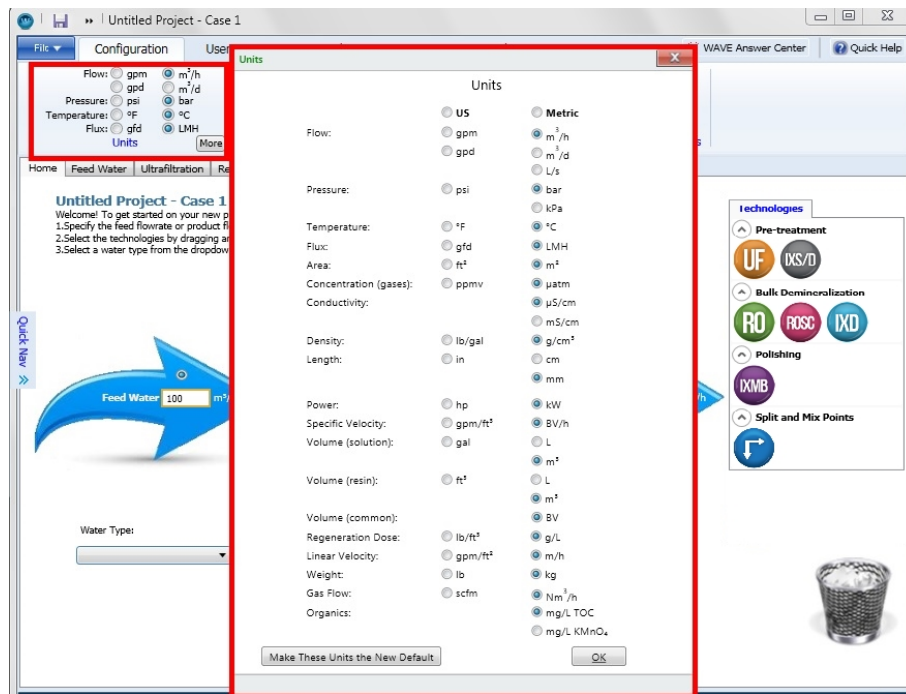 Untitled Project - Case 1
File
Configuration
User
WAVE Answer Center
Quick Help
Flow: gpm m³/h
gpd m³/d
Pressure: psi bar
Temperature: °F °C
Flux: gfd LMH
Units
More
Home
Feed Water
Ultrafiltration
Re
Untitled Project - Case 1
Welcome! To get started on your new p
1.Specify the feed flowrate or product fl
2.Select the technologies by dragging an
3.Select a water type from the dropdow
Quick Nav
Feed Water 100 m³/
Water Type:
Units
Units
US Metric
Flow: gpm m³/h
gpd m³/d
L/s
Pressure: psi bar
kPa
Temperature: °F °C
Flux: gfd LMH
Area: ft² m²
Concentration (gases): ppmv µatm
Conductivity: µS/cm
mS/cm
Density: lb/gal g/cm³
Length: in cm
mm
Power: hp kW
Specific Velocity: gpm/ft³ BV/h
Volume (solution): gal L
m³
Volume (resin): ft³ L
m³
Volume (common): BV
Regeneration Dose: lb/ft³ g/L
Linear Velocity: gpm/ft² m/h
Weight: lb kg
Gas Flow: scfm Nm³/h
Organics: mg/L TOC
mg/L KMnO₄
Make These Units the New Default
OK
s
/h
Technologies
Pre-treatment
UF IXS/D
Bulk Demineralization
RO ROSC IXD
Polishing
IXMB
Split and Mix Points